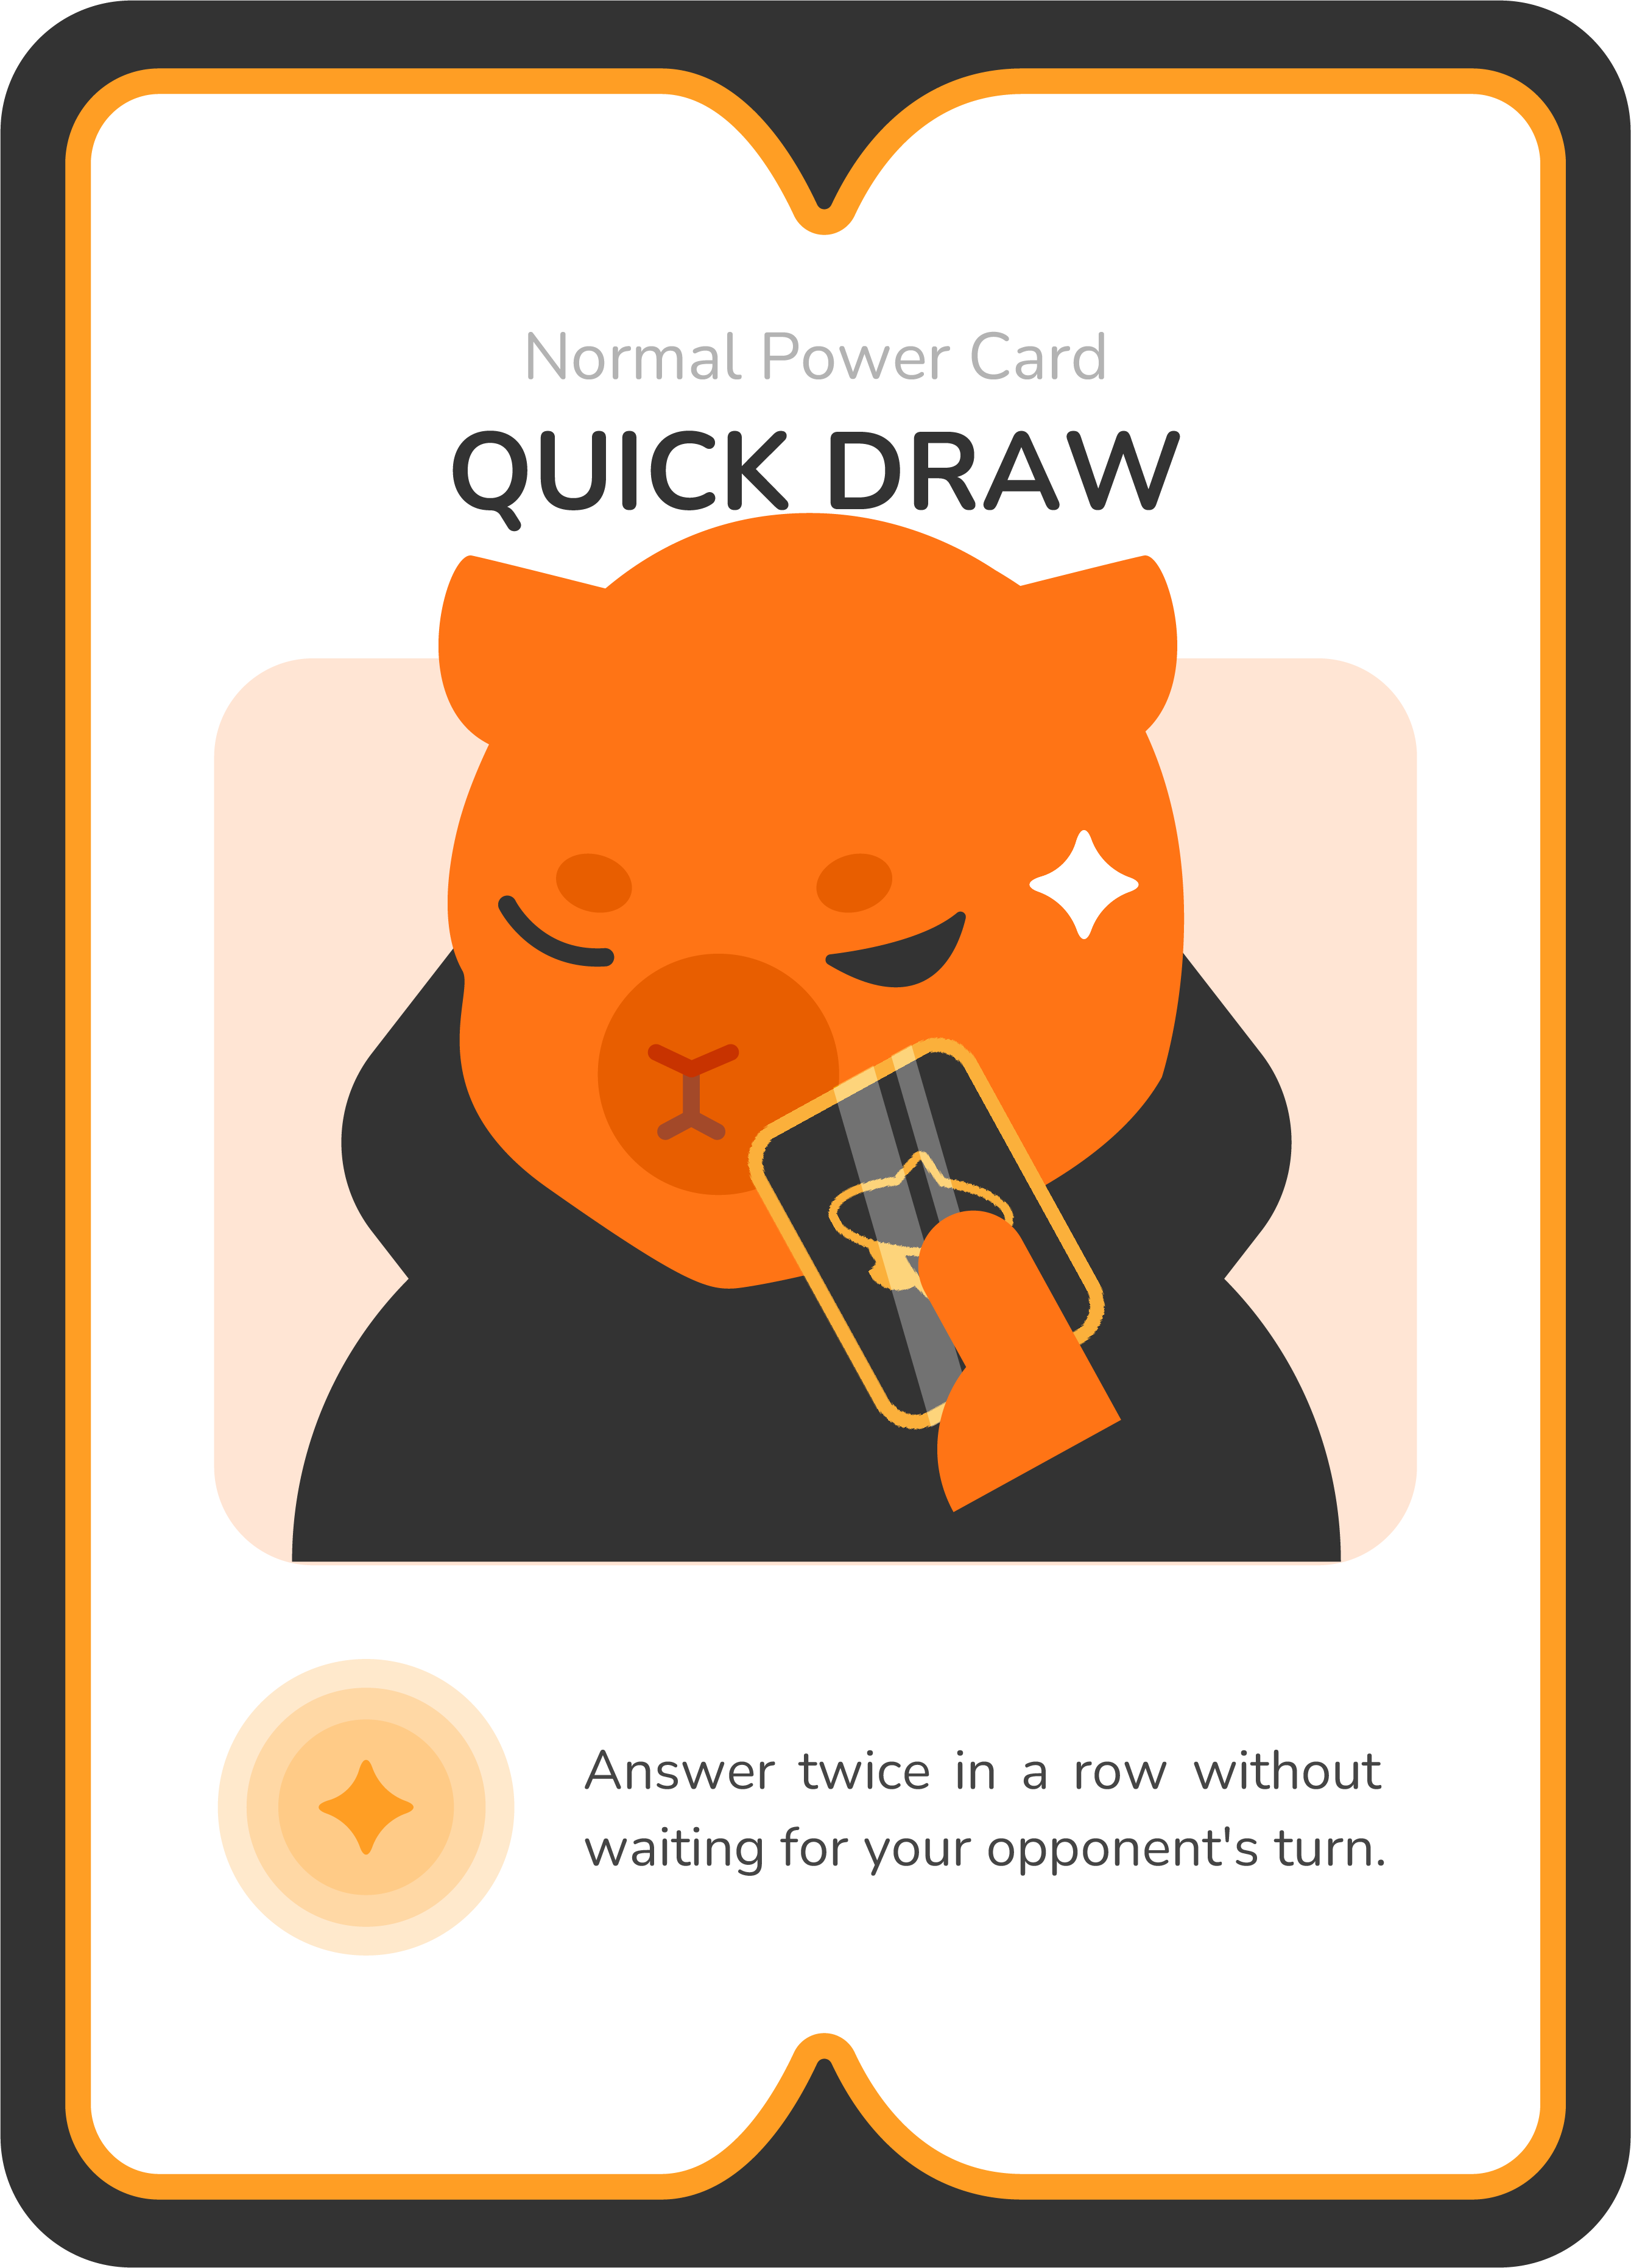 Normal Power Card
QUICK DRAW
Answer twice in a row without
waiting for your opponent's turn.